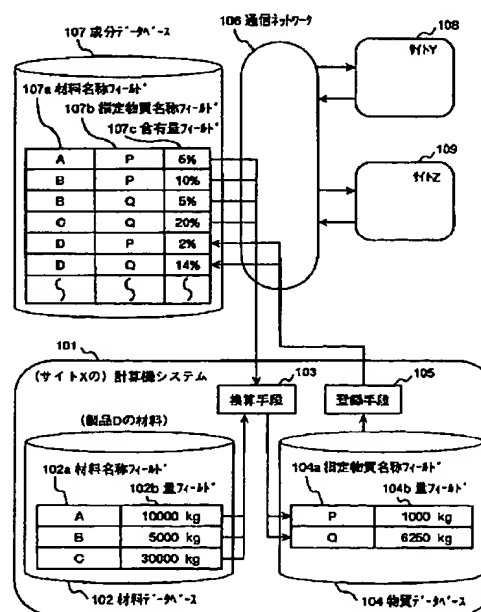 107 成分データベース
107a 材料名称フィールド
107b 指定物質名称フィールド
107c 含有量フィールド
A P 5%
B P 10%
B Q 5%
C Q 20%
D P 2%
D Q 14%
106 通信ネットワーク
108
サイトY
109
サイトZ
101
(サイトXの) 計算機システム
103
換算手段
105
登録手段
(製品Dの材料)
102a 材料名称フィールド
102b 量フィールド
A 10000 kg
B 5000 kg
C 30000 kg
102 材料データベース
104a 指定物質名称フィールド
104b 量フィールド
P 1000 kg
Q 6250 kg
104 物質データベース